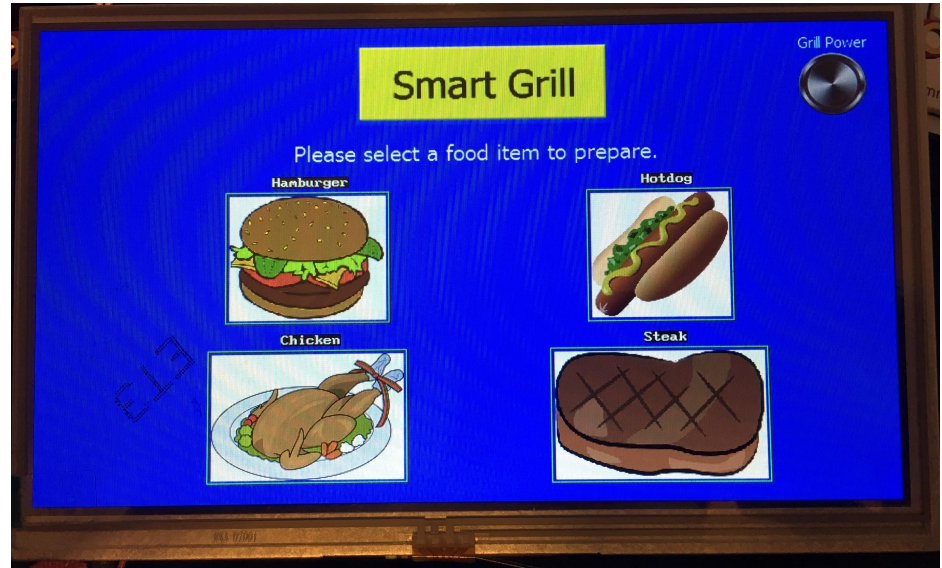 Grill Power
Smart Grill
Please select a food item to prepare.
Hamburger
Hotdog
Chicken
Steak